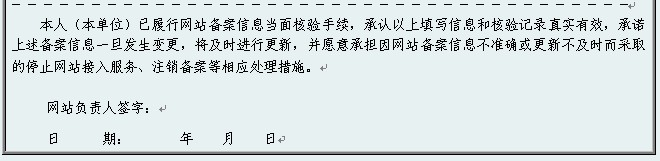 本人（本单位）已履行网站备案信息当面核验手续，承认以上填写信息和核验记录真实有效，承诺
上述备案信息一旦发生变更，将及时进行更新，并愿意承担因网站备案信息不准确或更新不及时而采取
的停止网站接入服务、注销备案等相应处理措施。
网站负责人签字：
日 期： 年 月 日